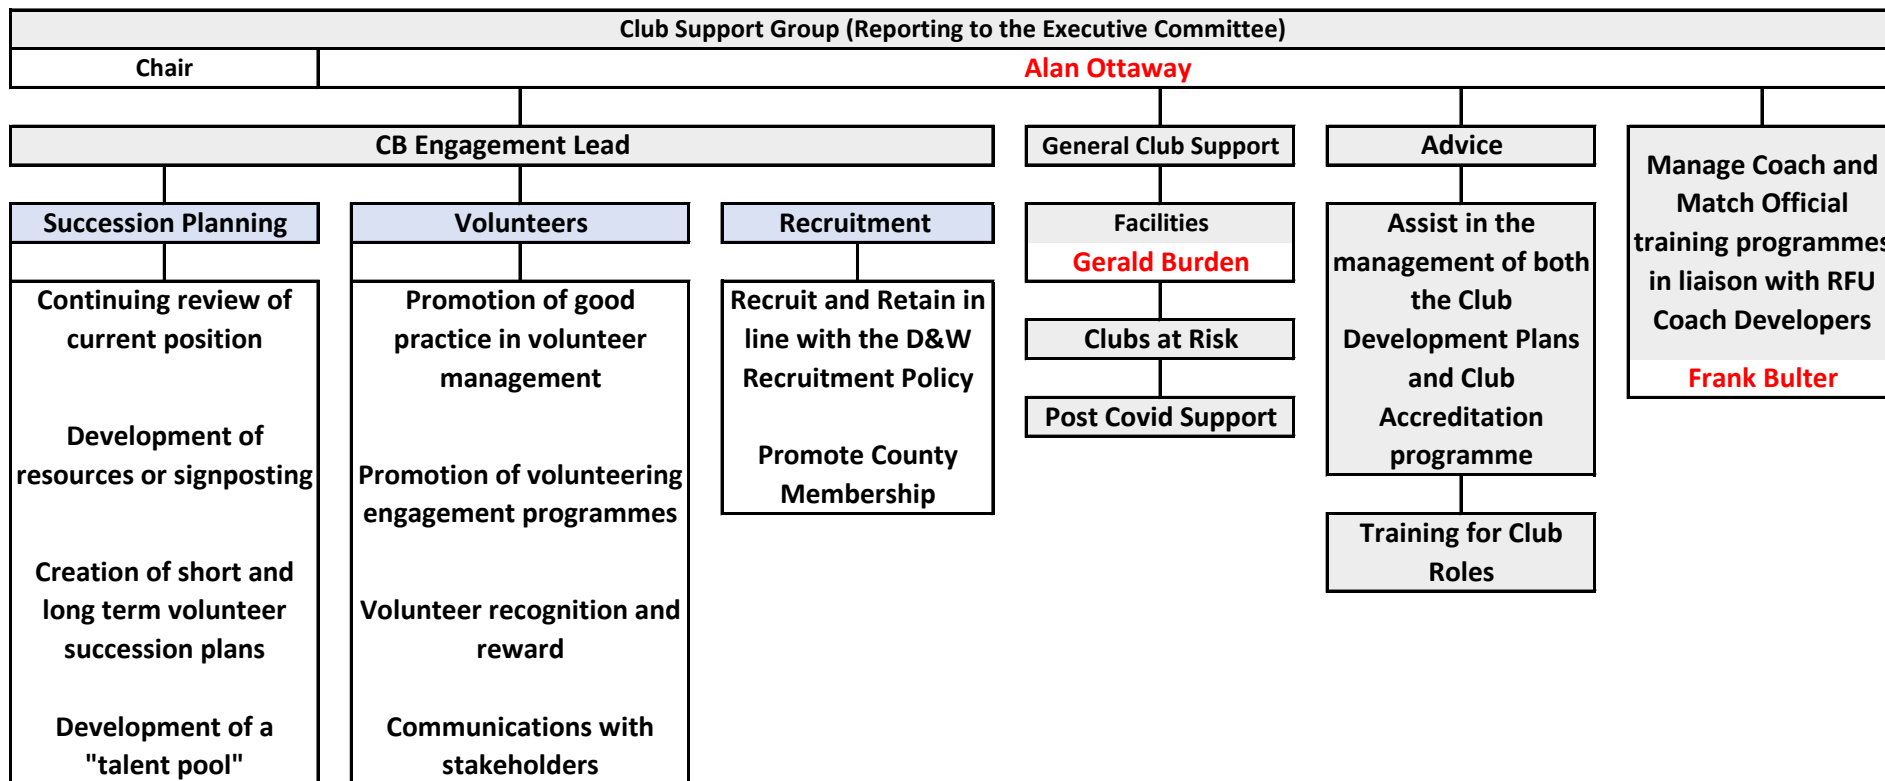 Club Support Group (Reporting to the Executive Committee)
Chair
Alan Ottaway
CB Engagement Lead
Succession Planning
Continuing review of
current position
Development of
resources or signposting
Creation of short and
long term volunteer
succession plans
Development of a
"talent pool"
Volunteers
Promotion of good
practice in volunteer
management
Promotion of volunteering
engagement programmes
Volunteer recognition and
reward
Communications with
stakeholders
Recruitment
Recruit and Retain in
line with the D&W
Recruitment Policy
Promote County
Membership
General Club Support
Facilities
Gerald Burden
Clubs at Risk
Post Covid Support
Advice
Assist in the
management of both
the Club
Development Plans
and Club
Accreditation
programme
Training for Club
Roles
Manage Coach and
Match Official
training programmes
in liaison with RFU
Coach Developers
Frank Bulter